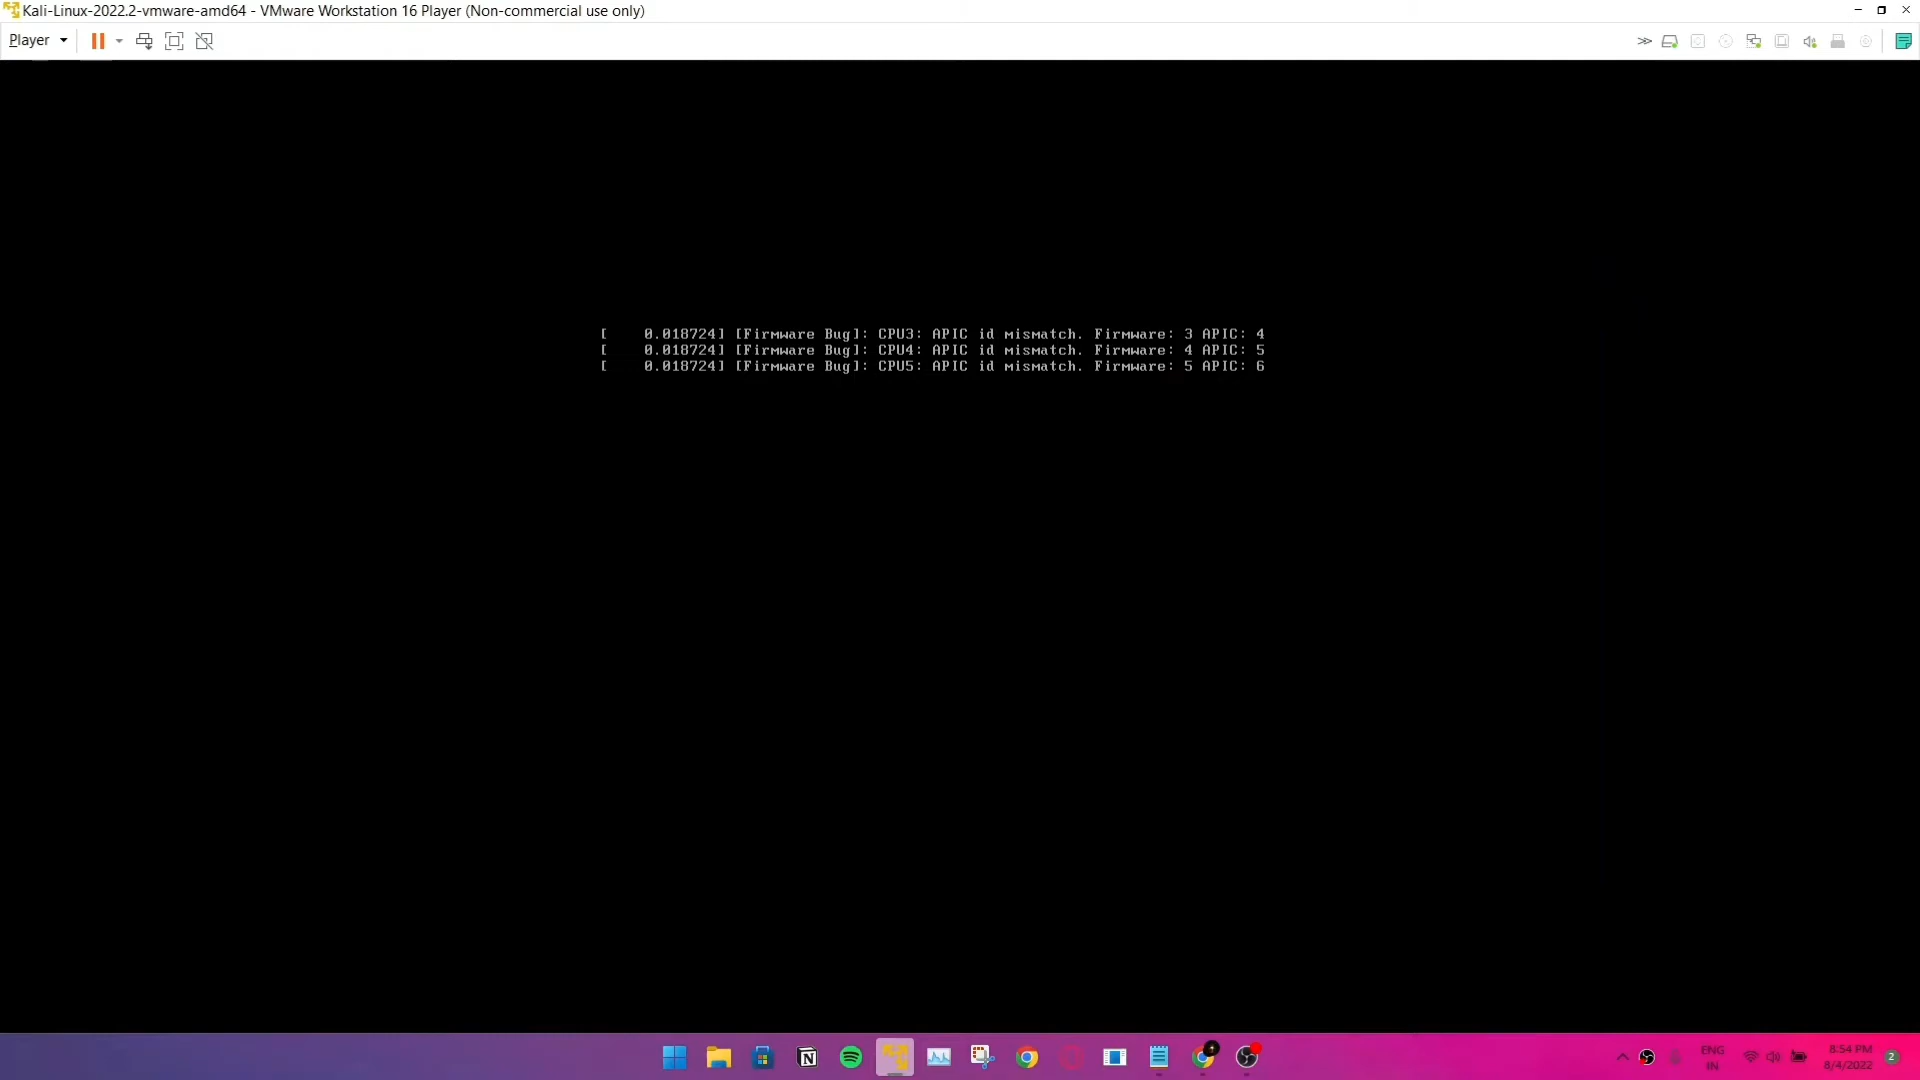 Kali-Linux-2022.2-vmware-amd64 - VMware Workstation 16 Player (Non-commercial use only)
Player
[    0.018724] [Firmware Bug]: CPU3: APIC id mismatch. Firmware: 3 APIC: 4
[    0.018724] [Firmware Bug]: CPU4: APIC id mismatch. Firmware: 4 APIC: 5
[    0.018724] [Firmware Bug]: CPU5: APIC id mismatch. Firmware: 5 APIC: 6
ENG
IN
8:54 PM
8/4/2022
2